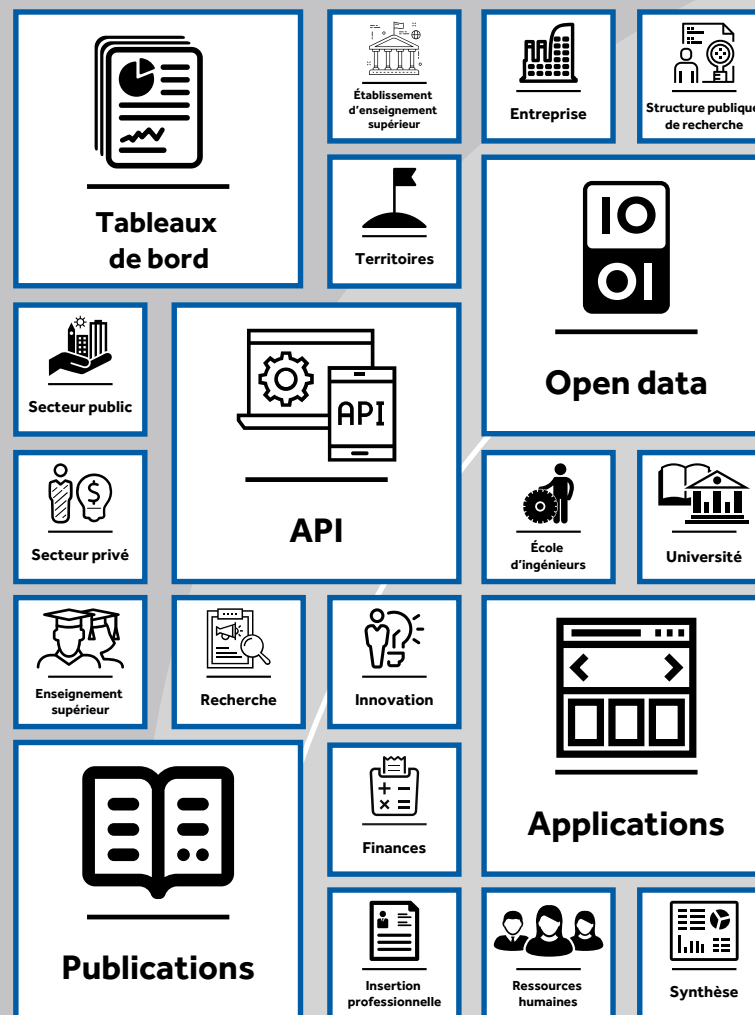 Établissement
d'enseignement
supérieur
Entreprise
Structure publique
de recherche
Tableaux
de bord
Territoires
IO
OI
Open data
Secteur public
API
API
Secteur privé
$
École
d'ingénieurs
Université
Enseignement
supérieur
Recherche
Innovation
Applications
Finances
Publications
Insertion
professionnelle
Ressources
humaines
Synthèse